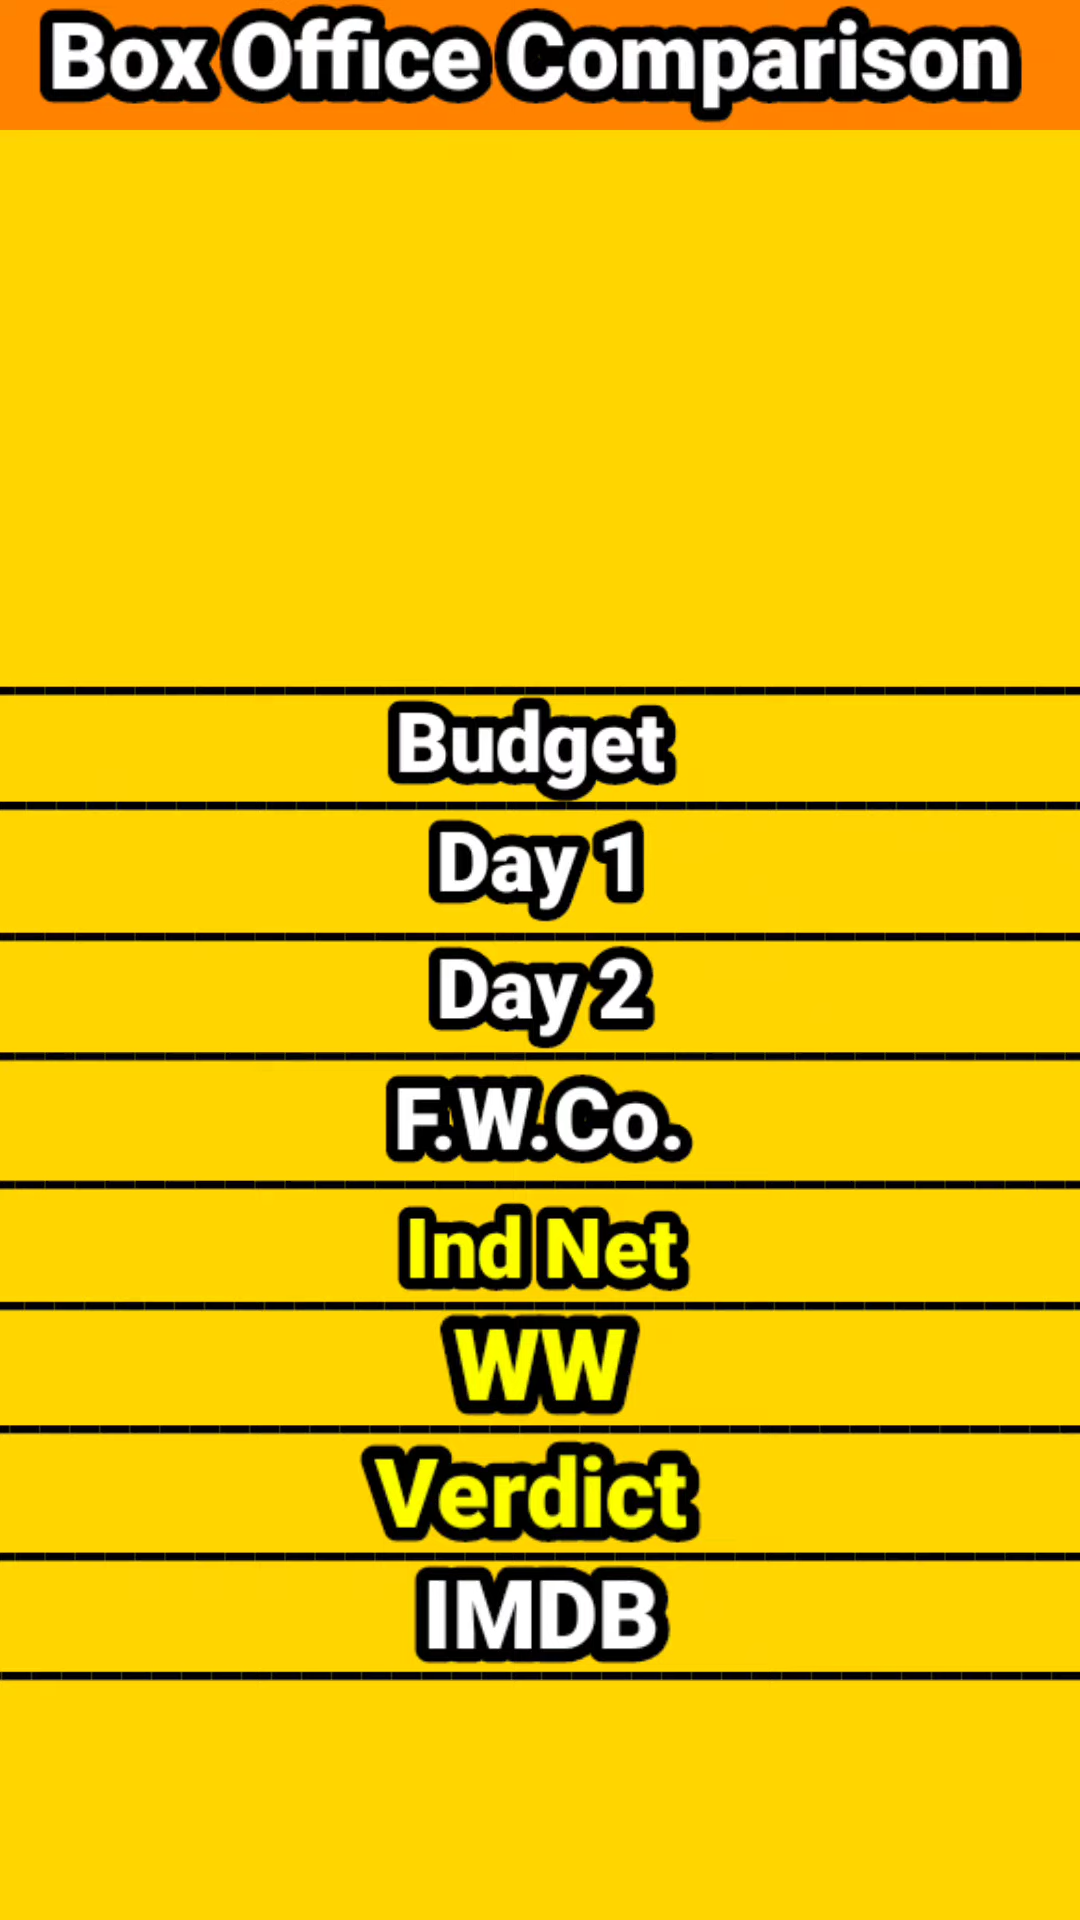 Box Office Comparison
Budget
Day 1
Day 2
F.W.Co.
Ind Net
WW
Verdict
IMDB